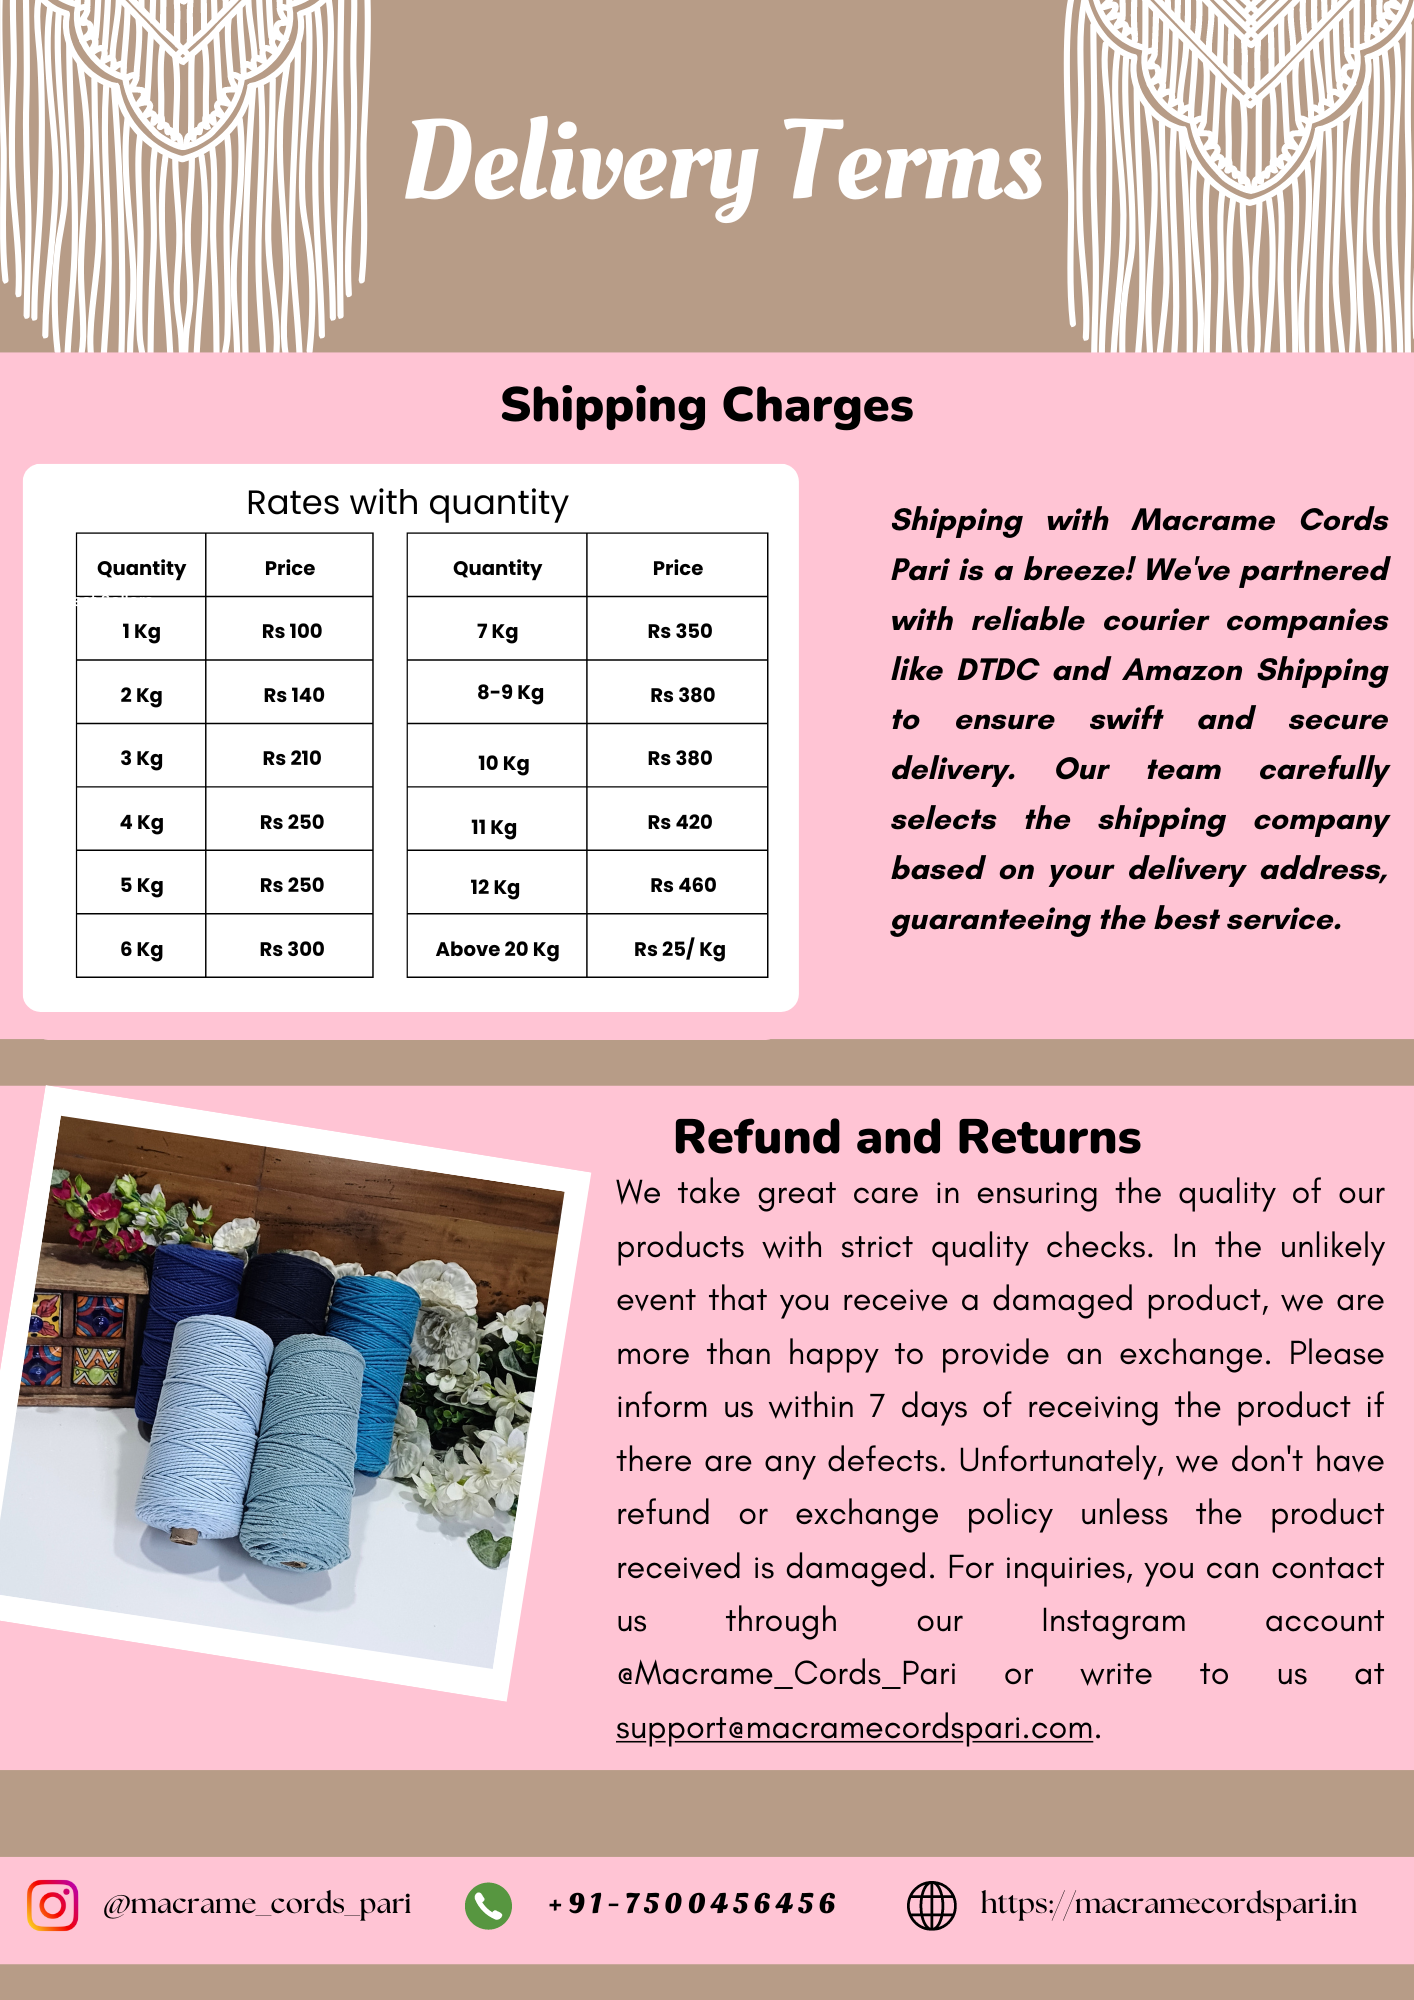 Delivery Terms
Shipping Charges
Rates with quantity
Quantity Price
1 Kg Rs 100
2 Kg Rs 140
3 Kg Rs 210
4 Kg Rs 250
5 Kg Rs 250
6 Kg Rs 300
Quantity Price
7 Kg Rs 350
8-9 Kg Rs 380
10 Kg Rs 380
11 Kg Rs 420
12 Kg Rs 460
Above 20 Kg Rs 25/ Kg
Shipping with Macrame Cords
Pari is a breeze! We've partnered
with reliable courier companies
like DTDC and Amazon Shipping
to ensure swift and secure
delivery. Our team carefully
selects the shipping company
based on your delivery address,
guaranteeing the best service.
Refund and Returns
We take great care in ensuring the quality of our
products with strict quality checks. In the unlikely
event that you receive a damaged product, we are
more than happy to provide an exchange. Please
inform us within 7 days of receiving the product if
there are any defects. Unfortunately, we don't have
refund or exchange policy unless the product
received is damaged. For inquiries, you can contact
us through our Instagram account
@Macrame_Cords_Pari or write to us at
support@macramecordspari.com.
@macrame_cords_pari
+91-7500456456
https://macramecordspari.in